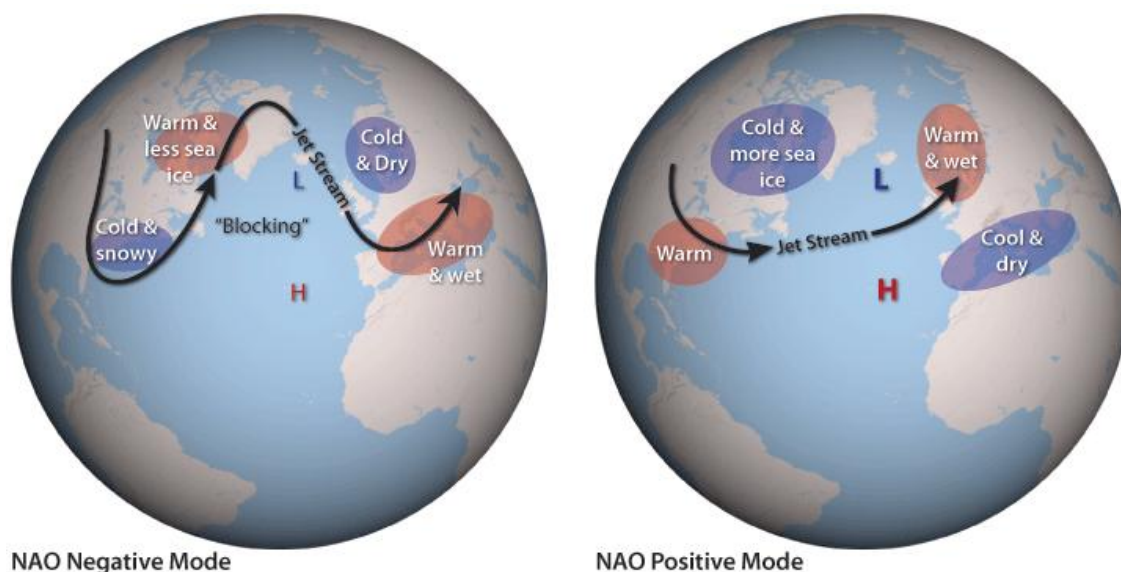 Warm &
less sea
ice
Jet Stream
Cold
& Dry
L
"Blocking"
Cold &
snowy
Warm
& wet
H
NAO Negative Mode
Cold &
more sea
ice
Warm
& wet
L
Jet Stream
Warm
Cool &
dry
H
NAO Positive Mode